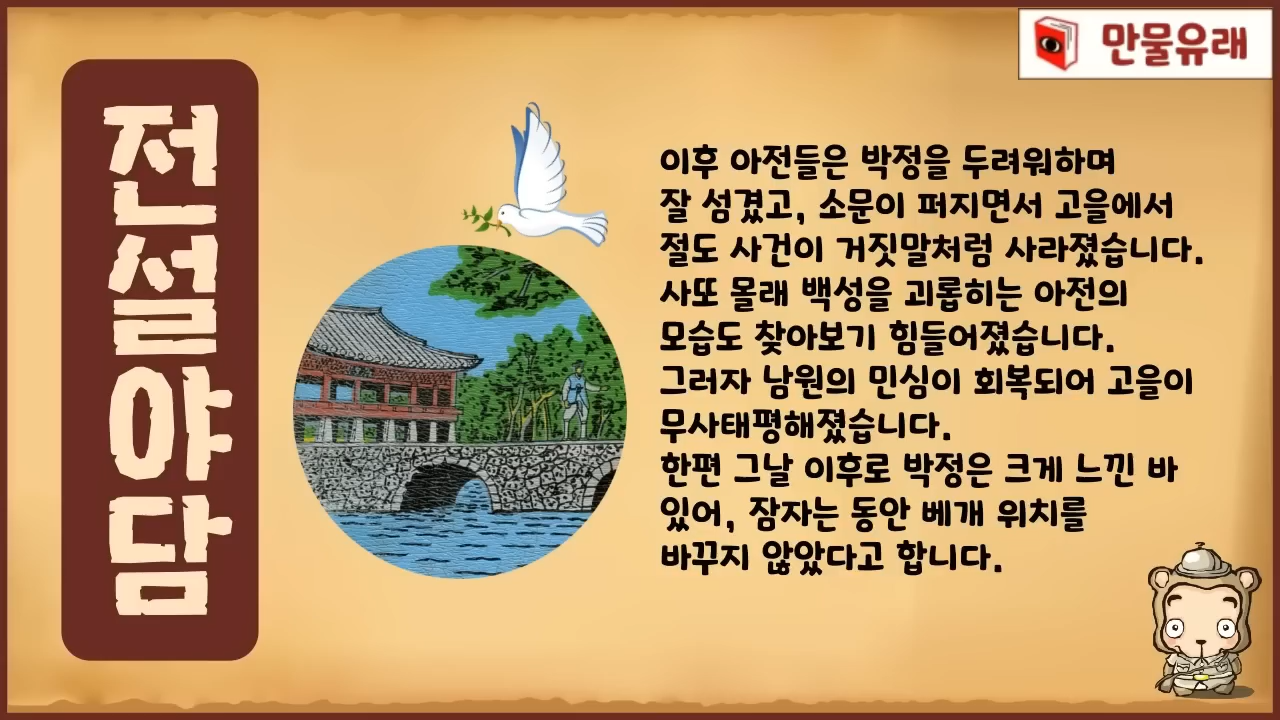 만물유래
전설야담
이후 아전들은 박정을 두려워하며
잘 섬겼고, 소문이 퍼지면서 고을에서
절도 사건이 거짓말처럼 사라졌습니다.
사또 몰래 백성을 괴롭히는 아전의
모습도 찾아보기 힘들어졌습니다.
그러자 남원의 민심이 회복되어 고을이
무사태평해졌습니다.
한편 그날 이후로 박정은 크게 느낀 바
있어, 잠자는 동안 베개 위치를
바꾸지 않았다고 합니다.